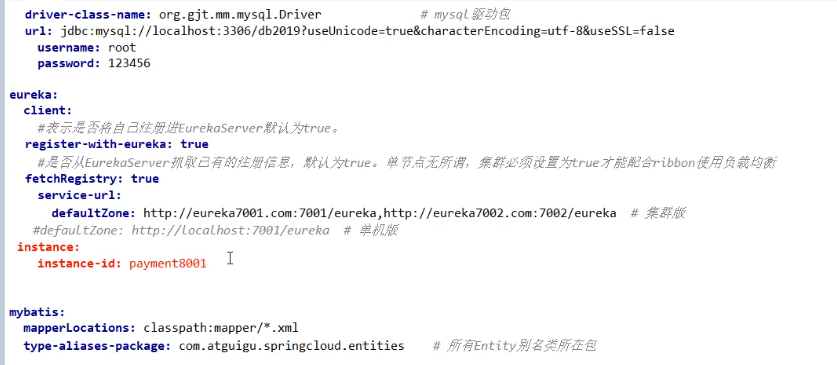 driver-class-name: org.gjt.mm.mysql.Driver # mysql驱动包
url: jdbc:mysql://localhost:3306/db2019?useUnicode=true&characterEncoding=utf-8&useSSL=false
username: root
password: 123456
eureka:
client:
#表示是否将自己注册进EurekaServer默认为true。
register-with-eureka: true
#是否从EurekaServer抓取已有的注册信息，默认为true。单节点无所谓，集群必须设置为true才能配合ribbon使用负载均衡
fetchRegistry: true
service-url:
defaultZone: http://eureka7001.com:7001/eureka,http://eureka7002.com:7002/eureka # 集群版
#defaultZone: http://localhost:7001/eureka # 单机版
instance:
instance-id: payment8001
mybatis:
mapperLocations: classpath:mapper/*.xml
type-aliases-package: com.atguigu.springcloud.entities # 所有Entity别名类所在包